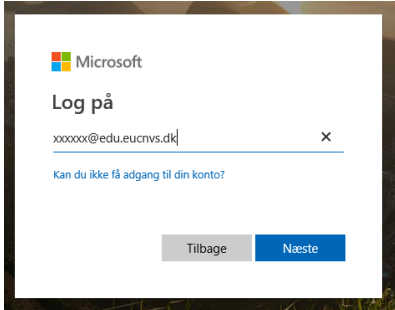 Microsoft
Log på
xxxxxx@edu.eucnvs.dk
Kan du ikke få adgang til din konto?
Tilbage
Næste